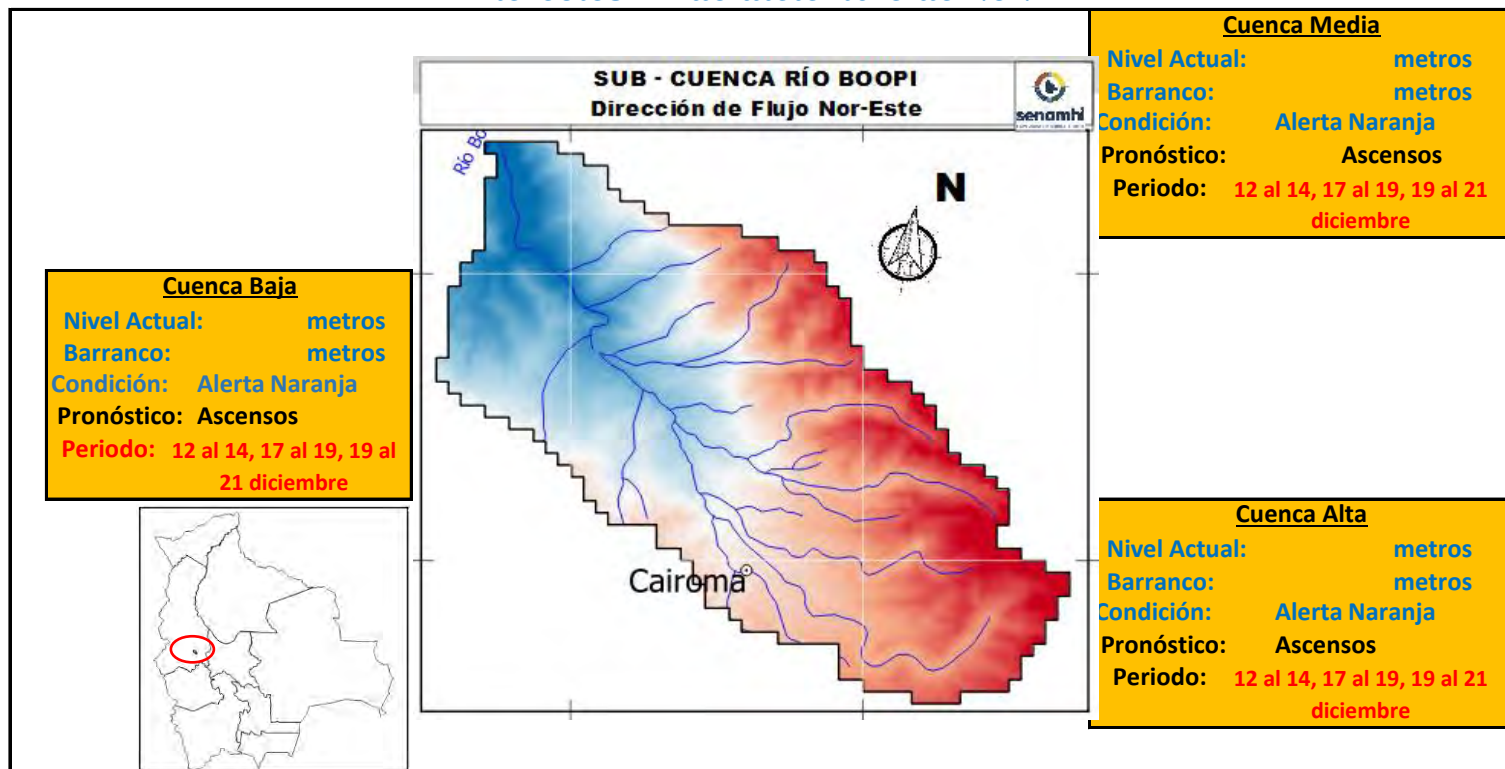 SUB - CUENCA RÍO BOOPI
Dirección de Flujo Nor-Este
senamhi
Río Bo
N
Cairoma
Cuenca Media
Nivel Actual: metros
Barranco: metros
Condición: Alerta Naranja
Pronóstico: Ascensos
Periodo: 12 al 14, 17 al 19, 19 al 21
diciembre
Cuenca Baja
Nivel Actual: metros
Barranco: metros
Condición: Alerta Naranja
Pronóstico: Ascensos
Periodo: 12 al 14, 17 al 19, 19 al
21 diciembre
Cuenca Alta
Nivel Actual: metros
Barranco: metros
Condición: Alerta Naranja
Pronóstico: Ascensos
Periodo: 12 al 14, 17 al 19, 19 al 21
diciembre